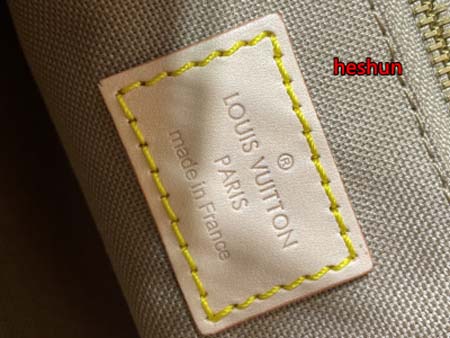 heshun
®
LOUIS VUITTON
PARIS
made in France